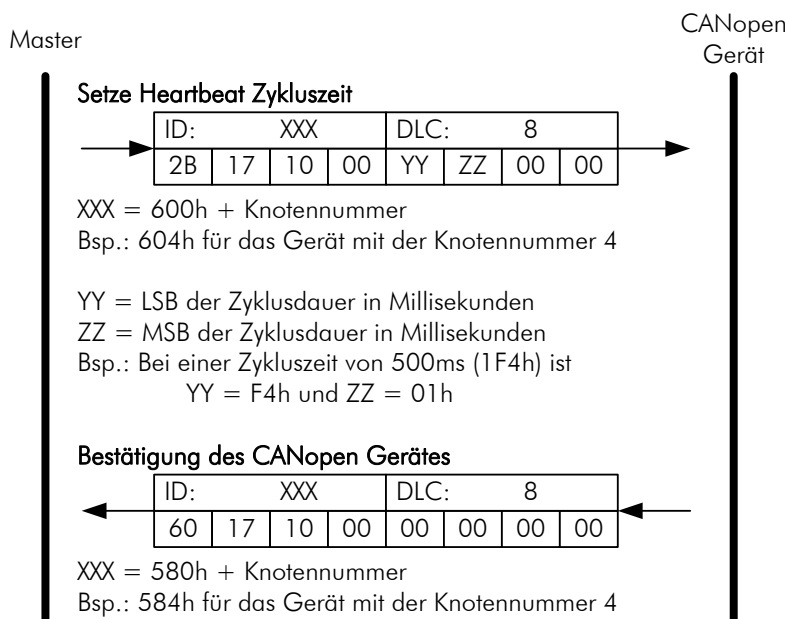 Master
CANopen
Gerät
Setze Heartbeat Zykluszeit
ID: XXX DLC: 8
2B 17 10 00 YY ZZ 00 00
XXX = 600h + Knotennummer
Bsp.: 604h für das Gerät mit der Knotennummer 4
YY = LSB der Zyklusdauer in Millisekunden
ZZ = MSB der Zyklusdauer in Millisekunden
Bsp.: Bei einer Zykluszeit von 500ms (1F4h) ist
YY = F4h und ZZ = 01h
Bestätigung des CANopen Gerätes
ID: XXX DLC: 8
60 17 10 00 00 00 00 00
XXX = 580h + Knotennummer
Bsp.: 584h für das Gerät mit der Knotennummer 4